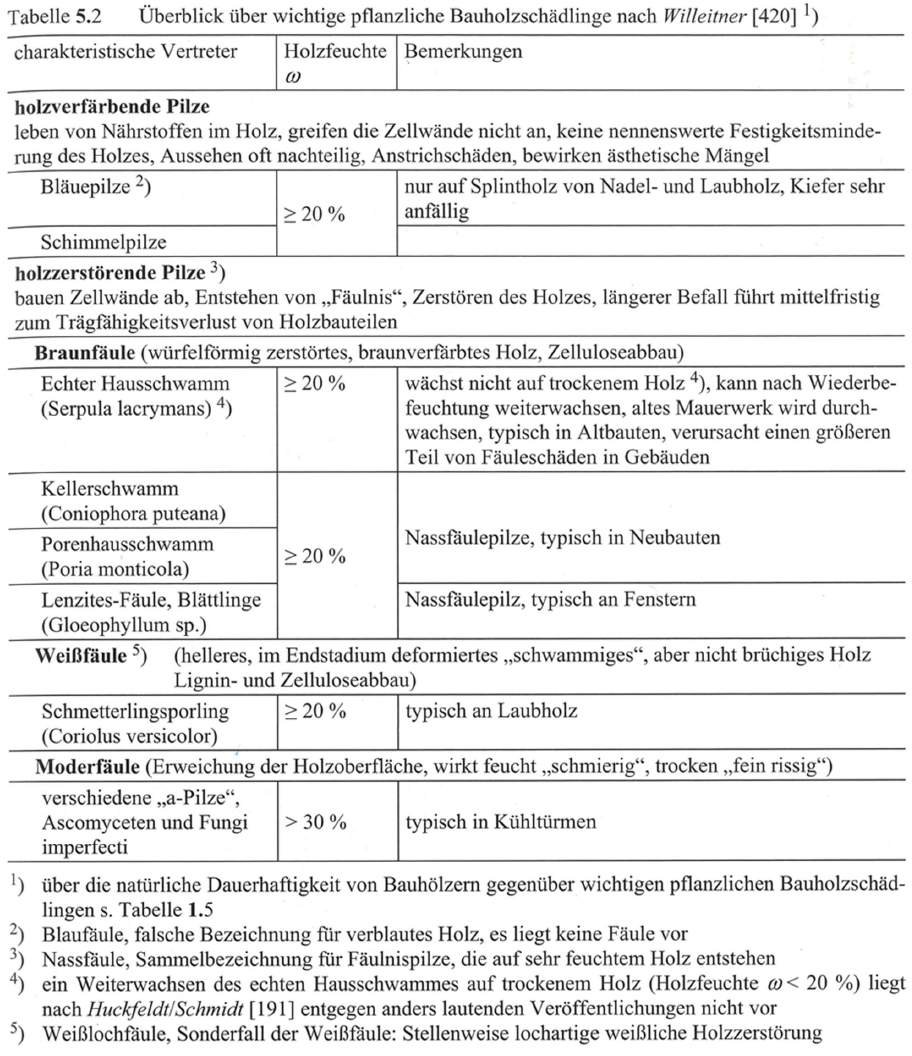 Tabelle 5.2 Überblick über wichtige pflanzliche Bauholzschädlinge nach Willeitner [420] ¹)
charakteristische Vertreter Holzfeuchte Bemerkungen
ω
holzverfärbende Pilze
leben von Nährstoffen im Holz, greifen die Zellwände nicht an, keine nennenswerte Festigkeitsminde-
rung des Holzes, Aussehen oft nachteilig, Anstrichschäden, bewirken ästhetische Mängel
Bläuepilze ²) ≥ 20 % nur auf Splintholz von Nadel- und Laubholz, Kiefer sehr
anfällig
Schimmelpilze
holzzerstörende Pilze ³)
bauen Zellwände ab, Entstehen von „Fäulnis“, Zerstören des Holzes, längerer Befall führt mittelfristig
zum Trägfähigkeitsverlust von Holzbauteilen
Braunfäule (würfelförmig zerstörtes, braunverfärbtes Holz, Zelluloseabbau)
Echter Hausschwamm ≥ 20 % wächst nicht auf trockenem Holz ⁴), kann nach Wiederbe-
(Serpula lacrymans) ⁴) feuchtung weiterwachsen, altes Mauerwerk wird durch-
wachsen, typisch in Altbauten, verursacht einen größeren
Teil von Fäuleschäden in Gebäuden
Kellerschwamm
(Coniophora puteana)
Porenhausschwamm ≥ 20 % Nassfäulepilze, typisch in Neubauten
(Poria monticola)
Lenzites-Fäule, Blättlinge Nassfäulepilz, typisch an Fenstern
(Gloeophyllum sp.)
Weißfäule ⁵) (helleres, im Endstadium deformiertes „schwammiges“, aber nicht brüchiges Holz
Lignin- und Zelluloseabbau)
Schmetterlingsporling ≥ 20 % typisch an Laubholz
(Coriolus versicolor)
Moderfäule (Erweichung der Holzoberfläche, wirkt feucht „schmierig“, trocken „fein rissig“)
verschiedene „a-Pilze“,
Ascomyceten und Fungi > 30 % typisch in Kühltürmen
imperfecti
¹) über die natürliche Dauerhaftigkeit von Bauhölzern gegenüber wichtigen pflanzlichen Bauholzschäd-
lingen s. Tabelle 1.5
²) Blaufäule, falsche Bezeichnung für verblautes Holz, es liegt keine Fäule vor
³) Nassfäule, Sammelbezeichnung für Fäulnispilze, die auf sehr feuchtem Holz entstehen
⁴) ein Weiterwachsen des echten Hausschwammes auf trockenem Holz (Holzfeuchte ω < 20 %) liegt
nach Huckfeldt/Schmidt [191] entgegen anders lautenden Veröffentlichungen nicht vor
⁵) Weißlochfäule, Sonderfall der Weißfäule: Stellenweise lochartige weißliche Holzzerstörung